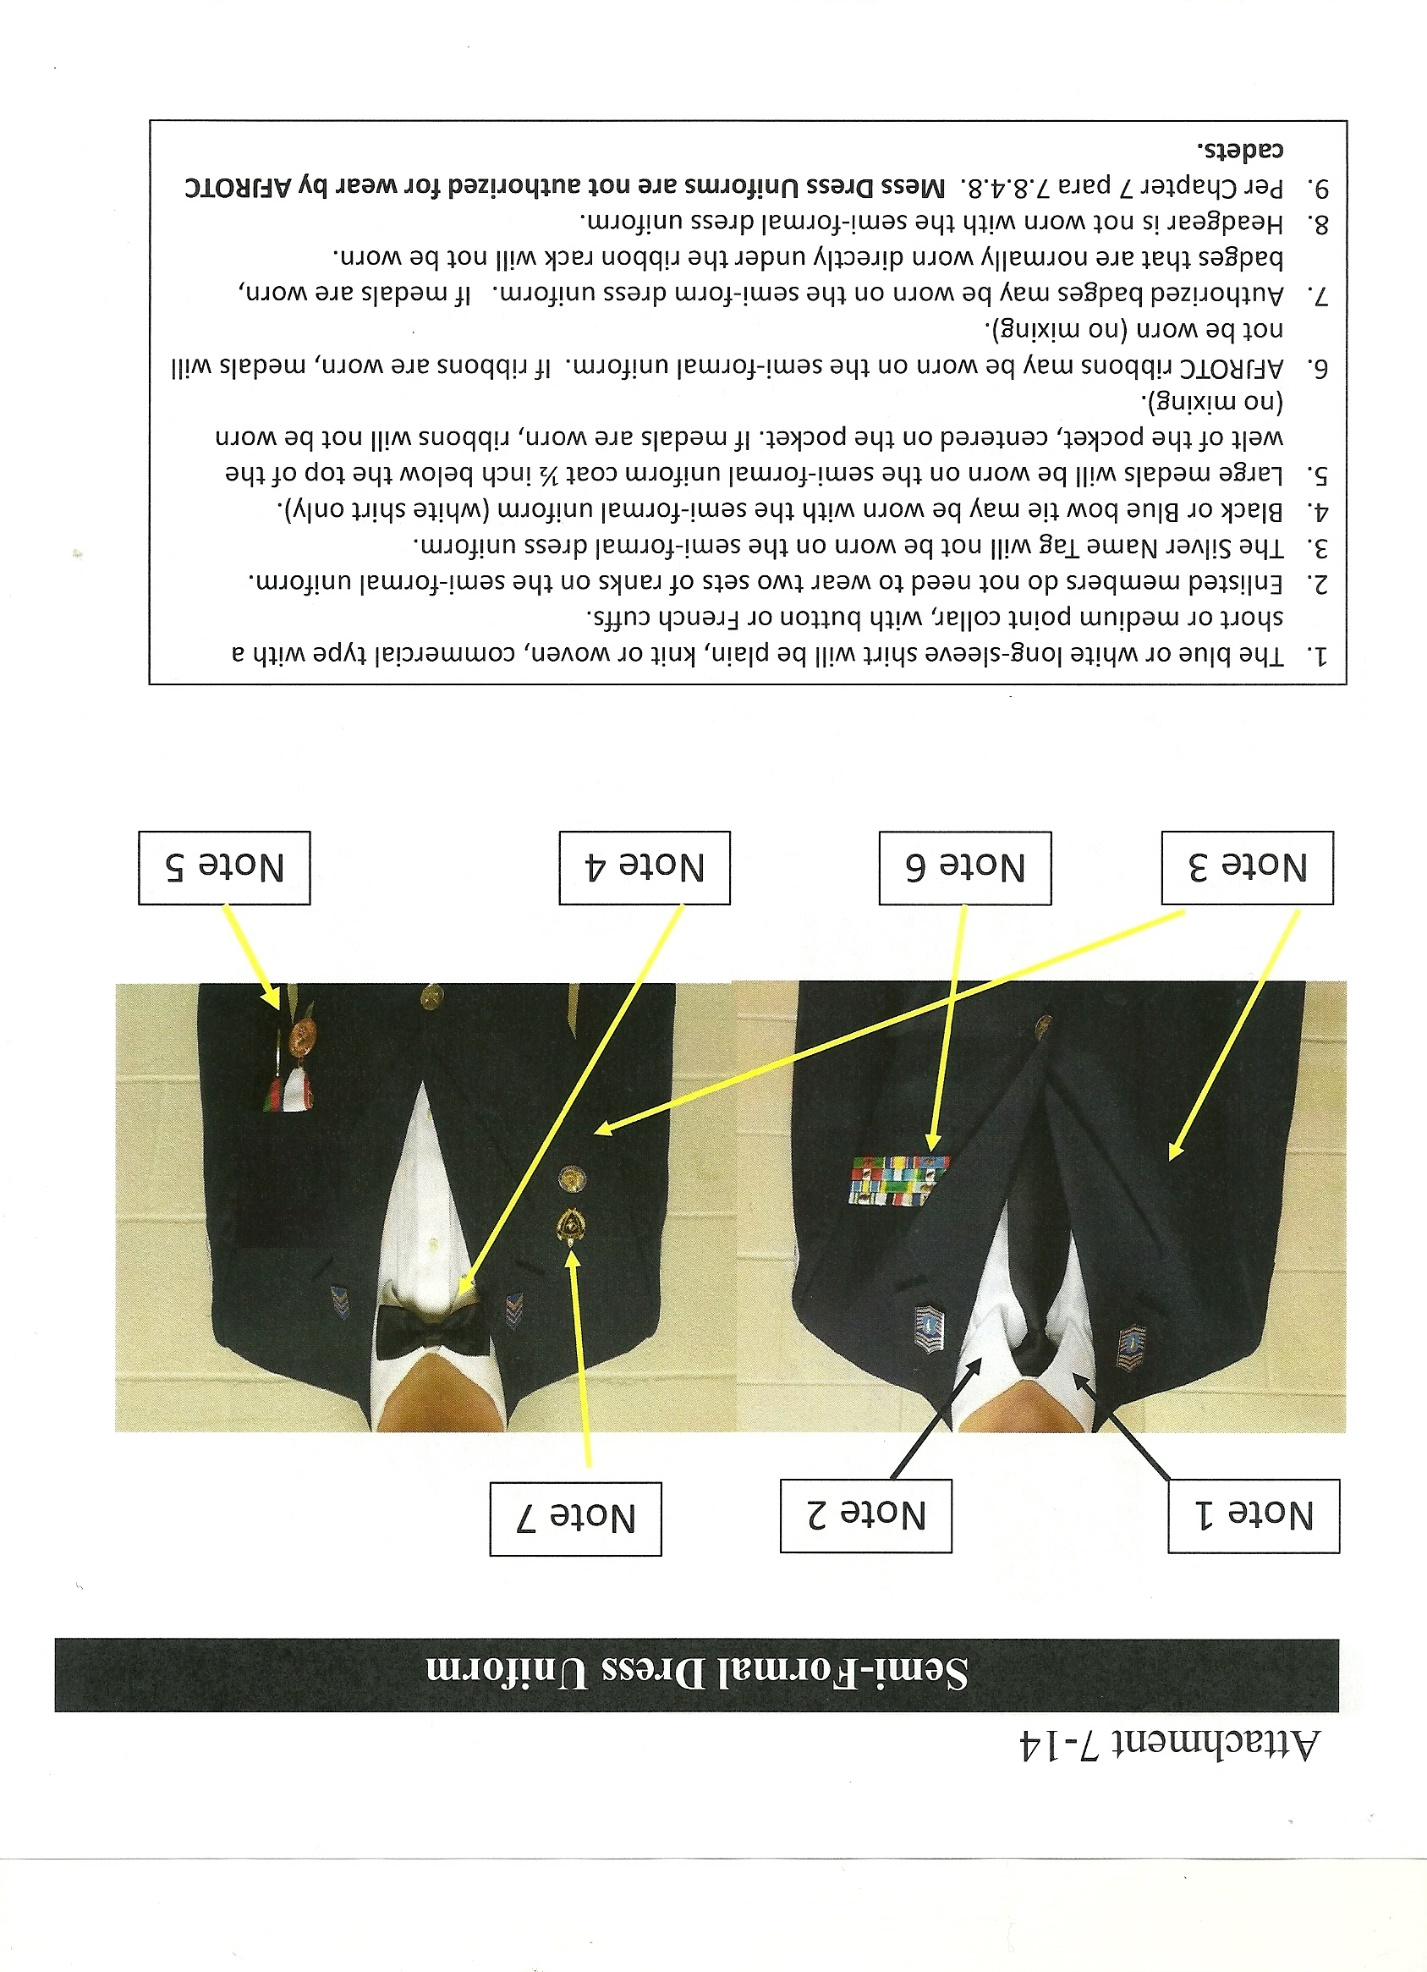 Attachment 7-14
Semi-Formal Dress Uniform
Note 1
Note 2
Note 7
Note 3
Note 6
Note 4
Note 5
1. The blue or white long-sleeve shirt will be plain, knit or woven, commercial type with a
short or medium point collar, with button or French cuffs.
2. Enlisted members do not need to wear two sets of ranks on the semi-formal uniform.
3. The Silver Name Tag will not be worn on the semi-formal dress uniform.
4. Black or Blue bow tie may be worn with the semi-formal uniform (white shirt only).
5. Large medals will be worn on the semi-formal uniform coat ½ inch below the top of the
welt of the pocket, centered on the pocket. If medals are worn, ribbons will not be worn
(no mixing).
6. AFJROTC ribbons may be worn on the semi-formal uniform. If ribbons are worn, medals will
not be worn (no mixing).
7. Authorized badges may be worn on the semi-form dress uniform. If medals are worn,
badges that are normally worn directly under the ribbon rack will not be worn.
8. Headgear is not worn with the semi-formal dress uniform.
9. Per Chapter 7 para 7.8.4.8. Mess Dress Uniforms are not authorized for wear by AFJROTC
cadets.